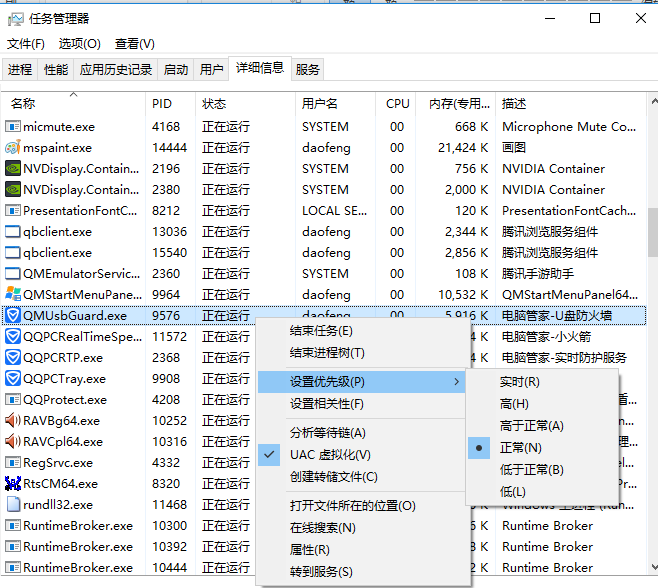 任务管理器
文件(F) 选项(O) 查看(V)
进程 性能 应用历史记录 启动 用户 详细信息 服务
名称 PID 状态 用户名 CPU 内存(专用... 描述
micmute.exe 4168 正在运行 SYSTEM 00 668 K Microphone Mute Co...
mspaint.exe 14444 正在运行 daofeng 00 21,424 K 画图
NVDisplay.Contain... 2196 正在运行 SYSTEM 00 756 K NVIDIA Container
NVDisplay.Contain... 2380 正在运行 SYSTEM 00 2,000 K NVIDIA Container
PresentationFontC... 8212 正在运行 LOCAL SE... 00 120 K PresentationFontCach...
qbclient.exe 13036 正在运行 daofeng 00 2,344 K 腾讯浏览服务组件
qbclient.exe 15540 正在运行 daofeng 00 2,856 K 腾讯浏览服务组件
QMEmulatorServic... 2360 正在运行 SYSTEM 00 108 K 腾讯手游助手
QMStartMenuPane... 9964 正在运行 daofeng 00 10,532 K QMStartMenuPanel64...
QMUsbGuard.exe 9576 正在运行 daofeng 00 5,916 K 电脑管家-U盘防火墙
QQPCRealTimeSpe... 11572 正在运行 电脑管家-小火箭
QQPCRTP.exe 2368 正在运行 电脑管家-实时防护服务
QQPCTray.exe 9908 正在运行
QQProtect.exe 4208 正在运行
RAVBg64.exe 10252 正在运行
RAVCpl64.exe 10316 正在运行
RegSrvc.exe 4332 正在运行
RtsCM64.exe 8320 正在运行
rundll32.exe 11468 正在运行
RuntimeBroker.exe 10300 正在运行 Runtime Broker
RuntimeBroker.exe 10392 正在运行 Runtime Broker
RuntimeBroker.exe 10444 正在运行 Runtime Broker
结束任务(E)
结束进程树(T)
设置优先级(P)
设置相关性(F)
分析等待链(A)
UAC 虚拟化(V)
创建转储文件(C)
打开文件所在的位置(O)
在线搜索(N)
属性(R)
转到服务(S)
实时(R)
高(H)
高于正常(A)
正常(N)
低于正常(B)
低(L)